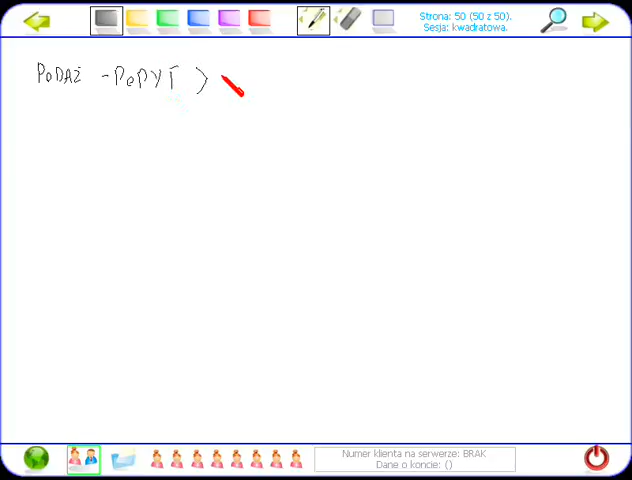 Strona: 50 (50 z 50).
Sesja: kwadratowa.
PODAŻ - POPYT >
Numer klienta na serwerze: BRAK
Dane o koncie: ()